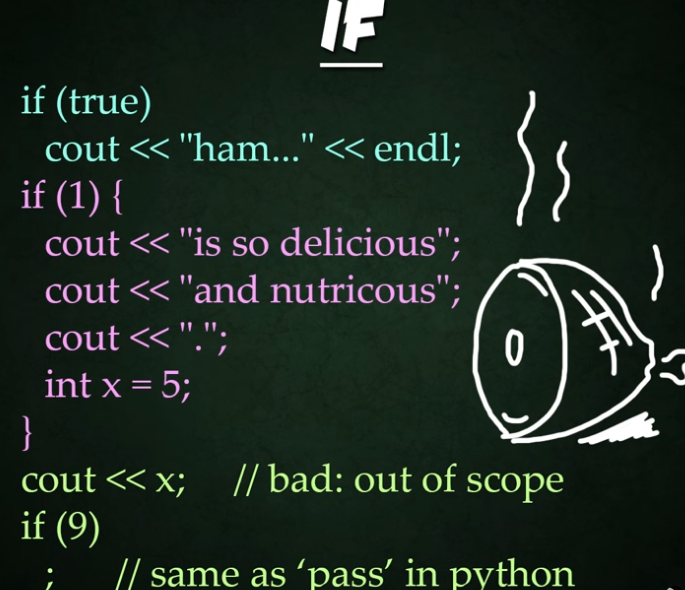 IF
if (true)
cout << "ham..." << endl;
if (1) {
cout << "is so delicious";
cout << "and nutricous";
cout << ".";
int x = 5;
}
cout << x; // bad: out of scope
if (9)
; // same as ‘pass’ in python